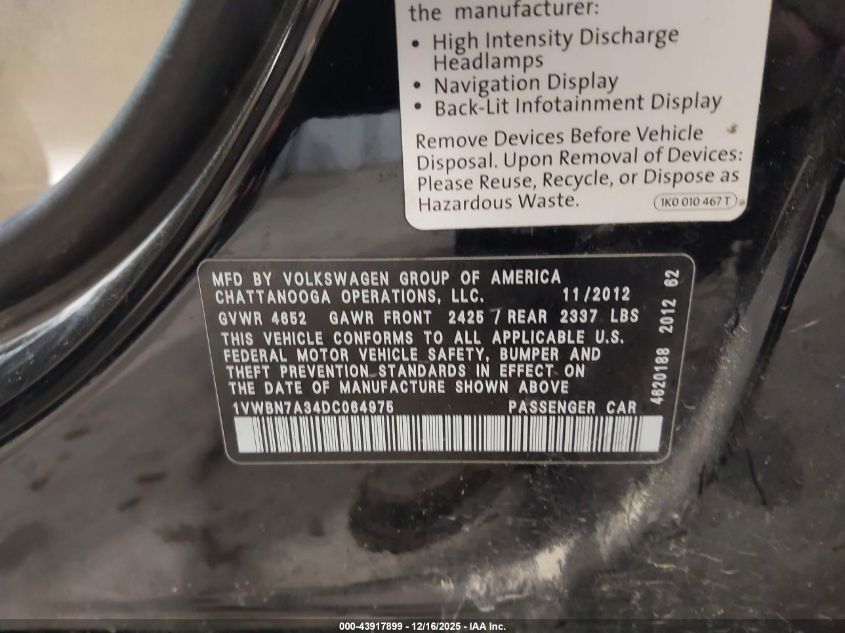 the manufacturer:
• High Intensity Discharge
Headlamps
• Navigation Display
• Back-Lit Infotainment Display
Remove Devices Before Vehicle
Disposal. Upon Removal of Devices:
Please Reuse, Recycle, or Dispose as
Hazardous Waste.
1K0 010 467 T
MFD BY VOLKSWAGEN GROUP OF AMERICA
CHATTANOOGA OPERATIONS, LLC. 11/2012
GVWR 4652 GAWR FRONT 2425 / REAR 2337 LBS
THIS VEHICLE CONFORMS TO ALL APPLICABLE U.S.
FEDERAL MOTOR VEHICLE SAFETY, BUMPER AND
THEFT PREVENTION STANDARDS IN EFFECT ON
THE DATE OF MANUFACTURE SHOWN ABOVE
1VWBN7A34DC064975 PASSENGER CAR
4620188 2012 62
000-43917899 - 12/16/2025 - IAA Inc.